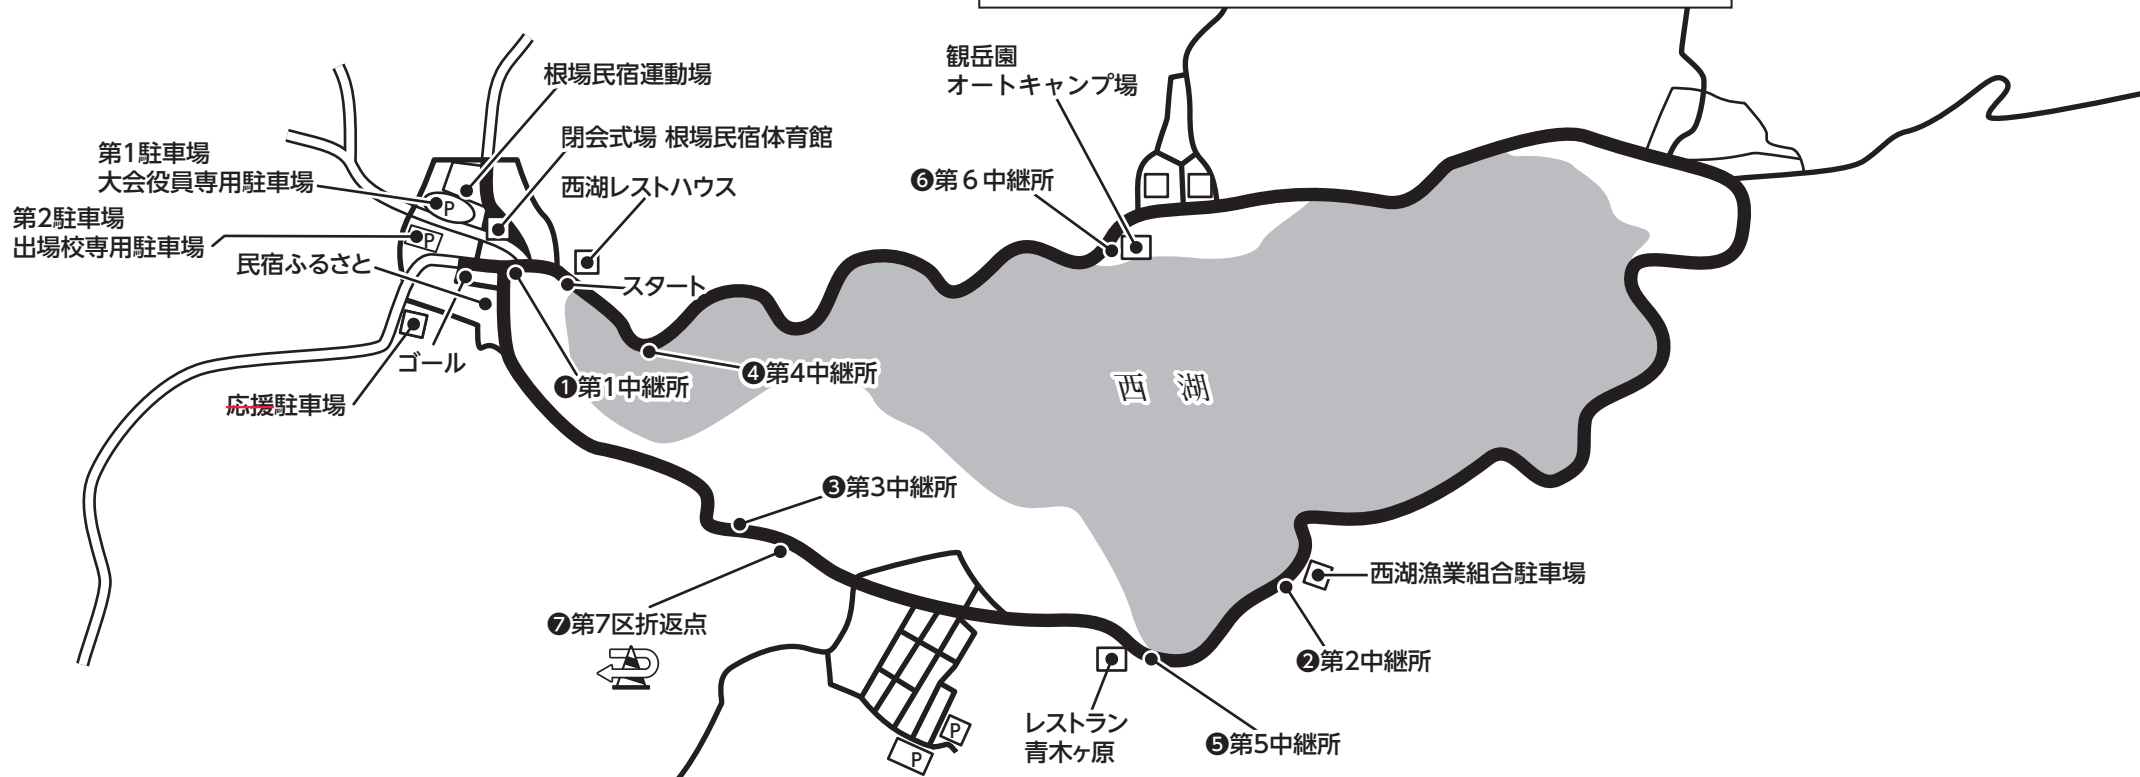 観岳園
オートキャンプ場
根場民宿運動場
閉会式場 根場民宿体育館
第1駐車場
大会役員専用駐車場
西湖レストハウス
❻第6中継所
第2駐車場
出場校専用駐車場
P
P
民宿ふるさと
スタート
ゴール
❶第1中継所
❹第4中継所
西 湖
応援駐車場
❸第3中継所
西湖漁業組合駐車場
❼第7区折返点
❷第2中継所
レストラン
青木ヶ原
❺第5中継所
P
P